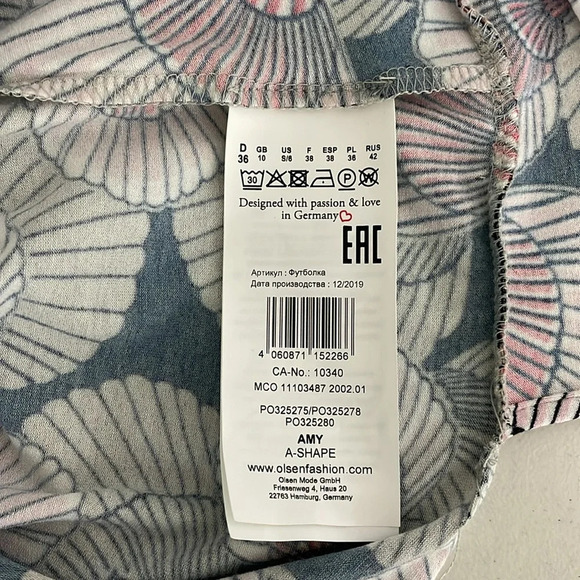 D GB US F ESP PL RUS
36 10 S/6 38 38 36 42
30 P W
Designed with passion & love
in Germany
EAC
Артикул : Футболка
Дата производства : 12/2019
4 060871 152266
CA-No.: 10340
MCO 11103487 2002.01
PO325275/PO325278
PO325280
AMY
A-SHAPE
www.olsenfashion.com
Olsen Mode GmbH
Friesenweg 4, Haus 20
22763 Hamburg, Germany